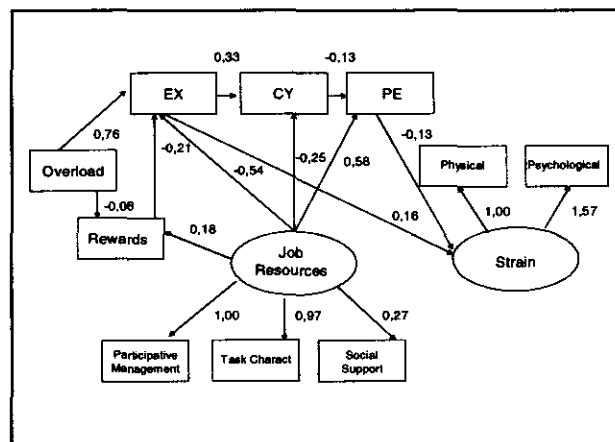 0,33
-0,13
EX
CY
PE
0,76
-0,21
-0,54
-0,25
0,58
-0,13
Physical
Psychological
Overload
-0,06
Rewards
0,18
0,16
1,00
1,57
Job
Resources
Strain
1,00
0,97
0,27
Participative
Management
Task Charact
Social
Support